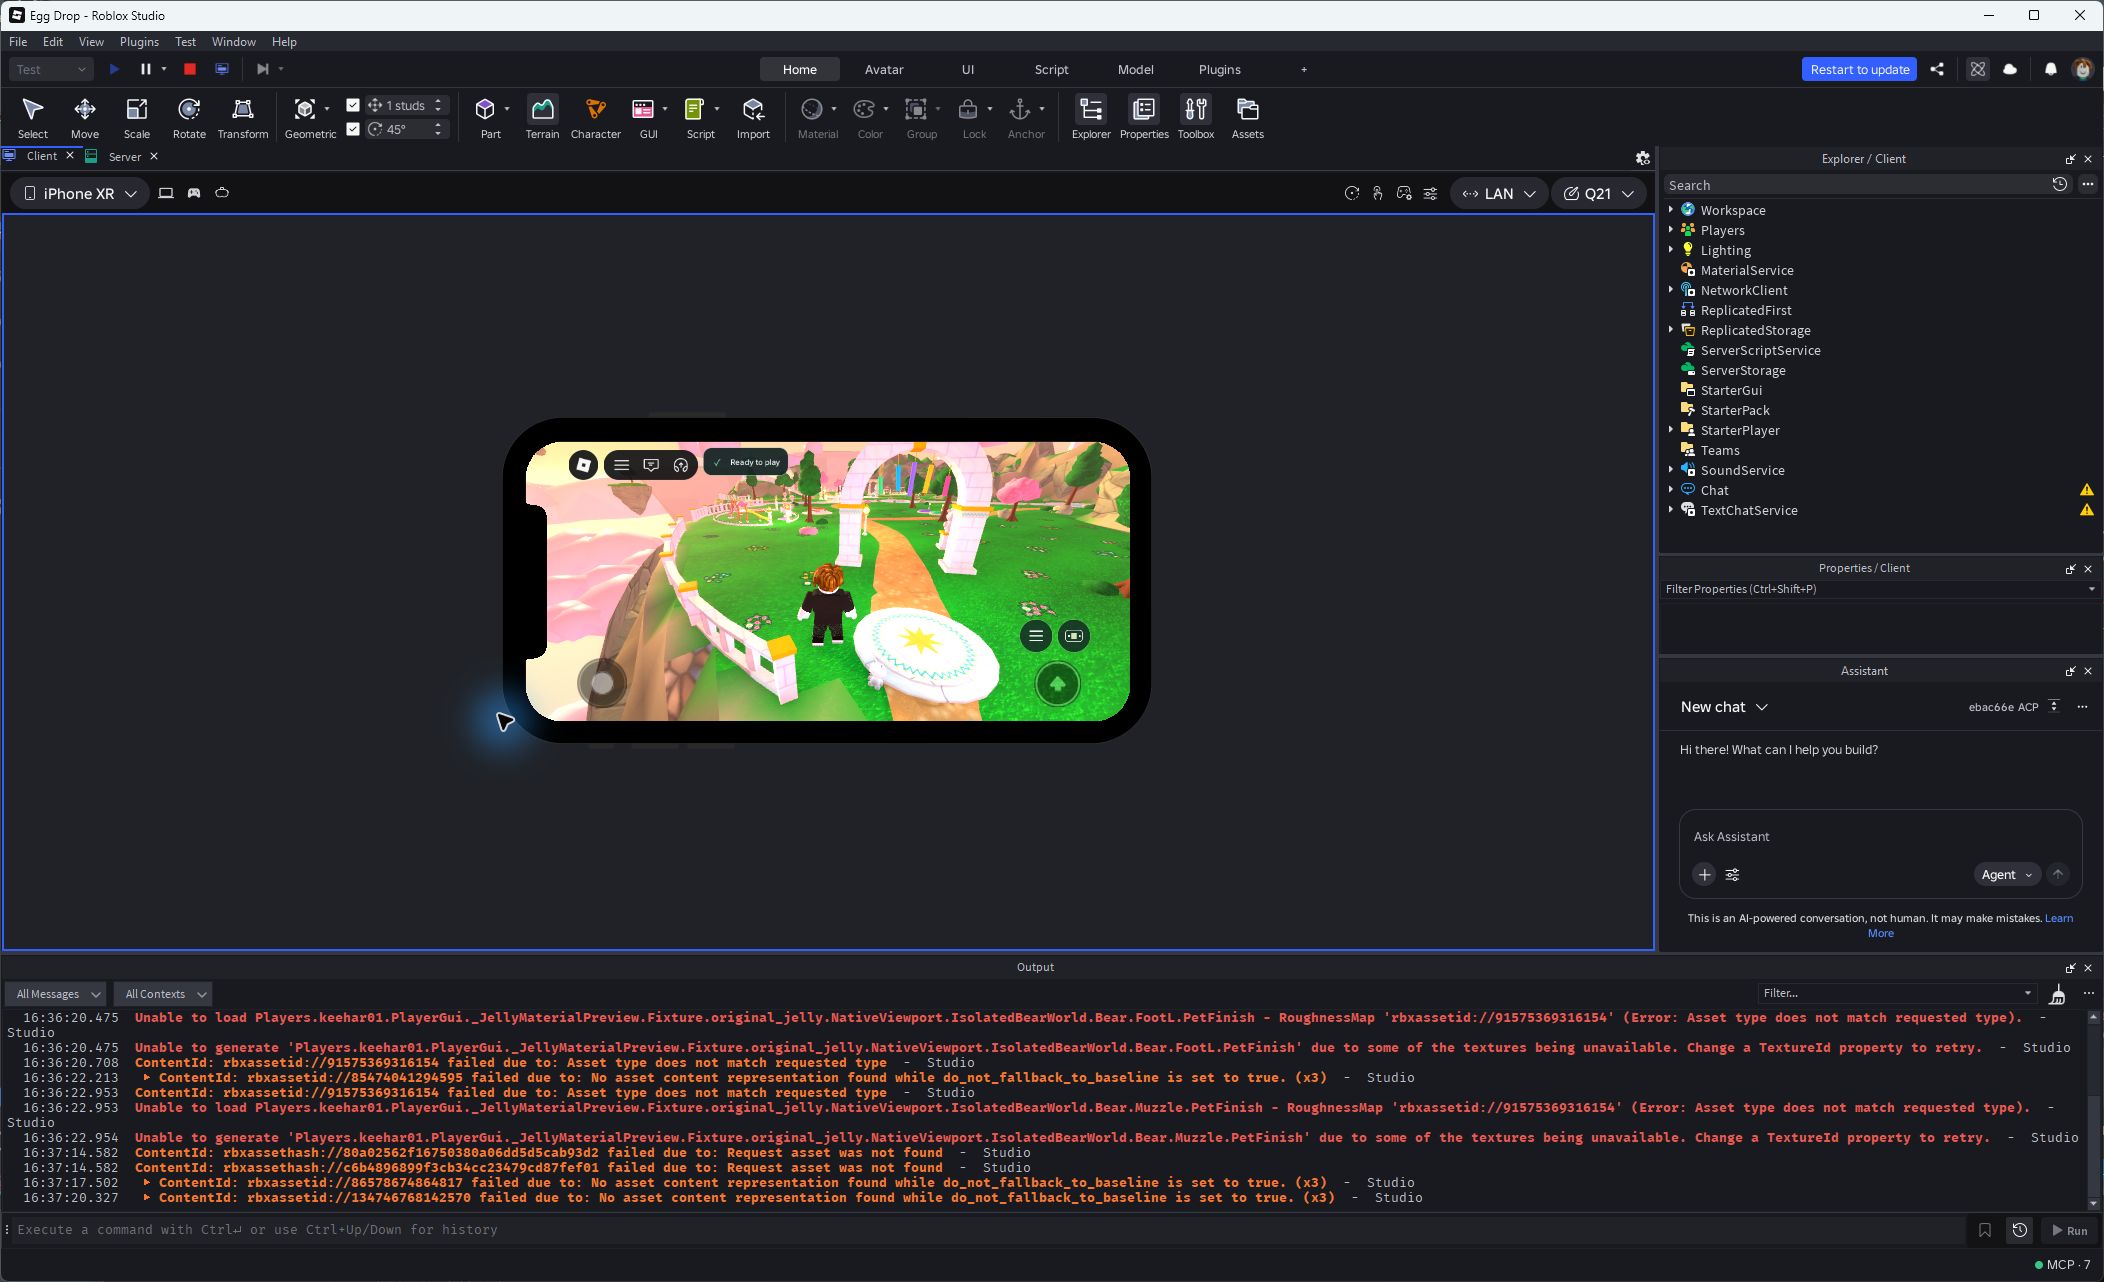 Egg Drop - Roblox Studio
File Edit View Plugins Test Window Help
Test
Home Avatar UI Script Model Plugins +
Restart to update
1 studs
45°
Select Move Scale Rotate Transform Geometric Part Terrain Character GUI Script Import Material Color Group Lock Anchor Explorer Properties Toolbox Assets
Client Server
iPhone XR
LAN
Q21
Ready to play
Explorer / Client
Search
Workspace
Players
Lighting
MaterialService
NetworkClient
ReplicatedFirst
ReplicatedStorage
ServerScriptService
ServerStorage
StarterGui
StarterPack
StarterPlayer
Teams
SoundService
Chat
TextChatService
Properties / Client
Filter Properties (Ctrl+Shift+P)
Assistant
New chat
ebac66e ACP
Hi there! What can I help you build?
Ask Assistant
Agent
This is an AI-powered conversation, not human. It may make mistakes. Learn
More
Output
All Messages All Contexts
Filter...
16:36:20.475 Unable to load Players.keehar01.PlayerGui._JellyMaterialPreview.Fixture.original_jelly.NativeViewport.IsolatedBearWorld.Bear.FootL.PetFinish - RoughnessMap 'rbxassetid://91575369316154' (Error: Asset type does not match requested type). -
Studio
16:36:20.475 Unable to generate 'Players.keehar01.PlayerGui._JellyMaterialPreview.Fixture.original_jelly.NativeViewport.IsolatedBearWorld.Bear.FootL.PetFinish' due to some of the textures being unavailable. Change a TextureId property to retry. - Studio
16:36:20.708 ContentId: rbxassetid://91575369316154 failed due to: Asset type does not match requested type - Studio
16:36:22.213 ContentId: rbxassetid://85474041294595 failed due to: No asset content representation found while do_not_fallback_to_baseline is set to true. (x3) - Studio
16:36:22.953 ContentId: rbxassetid://91575369316154 failed due to: Asset type does not match requested type - Studio
16:36:22.953 Unable to load Players.keehar01.PlayerGui._JellyMaterialPreview.Fixture.original_jelly.NativeViewport.IsolatedBearWorld.Bear.Muzzle.PetFinish - RoughnessMap 'rbxassetid://91575369316154' (Error: Asset type does not match requested type). -
Studio
16:36:22.954 Unable to generate 'Players.keehar01.PlayerGui._JellyMaterialPreview.Fixture.original_jelly.NativeViewport.IsolatedBearWorld.Bear.Muzzle.PetFinish' due to some of the textures being unavailable. Change a TextureId property to retry. - Studio
16:37:14.582 ContentId: rbxassethash://80a02562f16750380a06dd5d5cab93d2 failed due to: Request asset was not found - Studio
16:37:14.582 ContentId: rbxassethash://c6b4896899f3cb34cc23479cd87fef01 failed due to: Request asset was not found - Studio
16:37:17.502 ContentId: rbxassetid://86578674864817 failed due to: No asset content representation found while do_not_fallback_to_baseline is set to true. (x3) - Studio
16:37:20.327 ContentId: rbxassetid://134746768142570 failed due to: No asset content representation found while do_not_fallback_to_baseline is set to true. (x3) - Studio
Execute a command with Ctrl↵ or use Ctrl+Up/Down for history
Run
MCP · 7